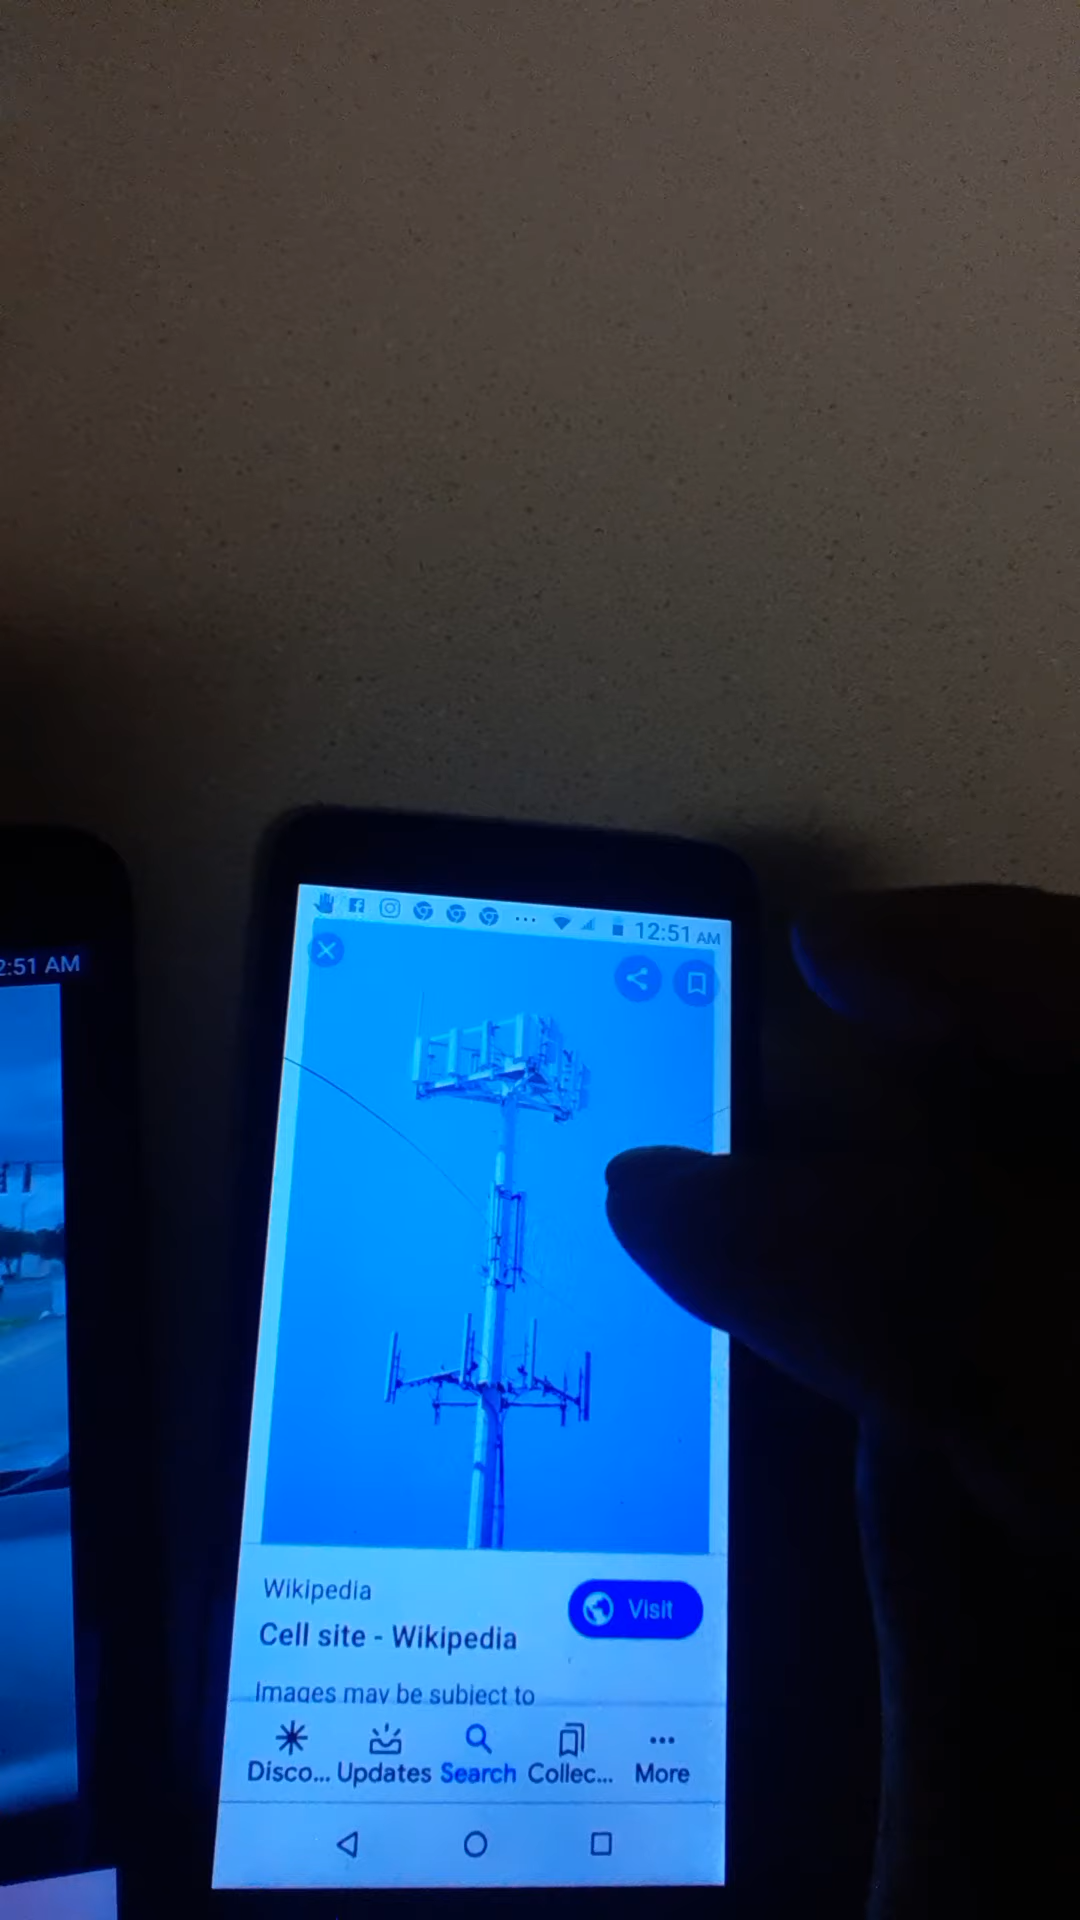 12:51 AM
2:51 AM
Wikipedia
Visit
Cell site - Wikipedia
Images may be subject to
Disco... Updates Search Collec... More